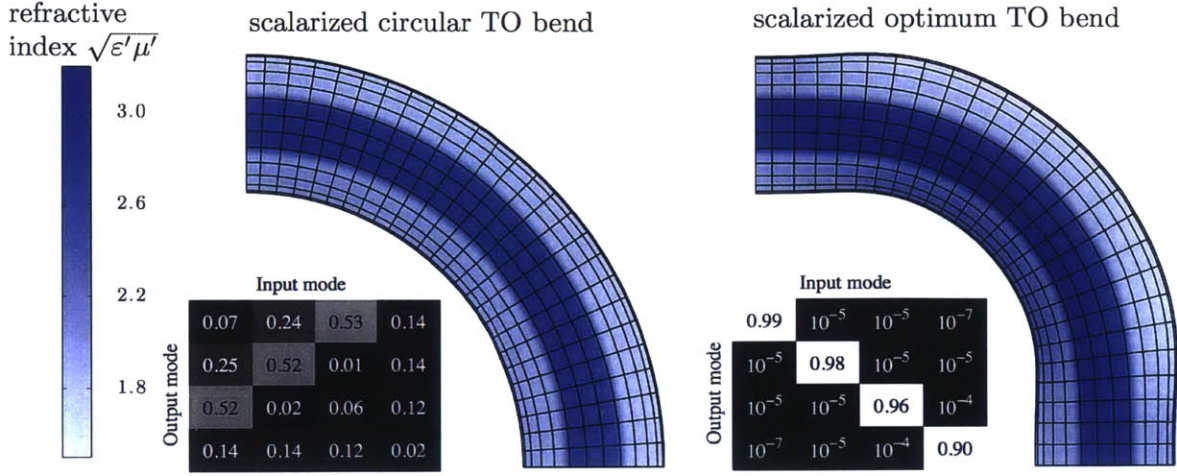 refractive
index √ε′μ′
3.0
2.6
2.2
1.8
scalarized circular TO bend
Input mode
Output mode
0.07 0.24 0.53 0.14
0.25 0.52 0.01 0.14
0.52 0.02 0.06 0.12
0.14 0.14 0.12 0.02
scalarized optimum TO bend
Input mode
Output mode
0.99 10⁻⁵ 10⁻⁵ 10⁻⁷
10⁻⁵ 0.98 10⁻⁵ 10⁻⁵
10⁻⁵ 10⁻⁵ 0.96 10⁻⁴
10⁻⁷ 10⁻⁵ 10⁻⁴ 0.90